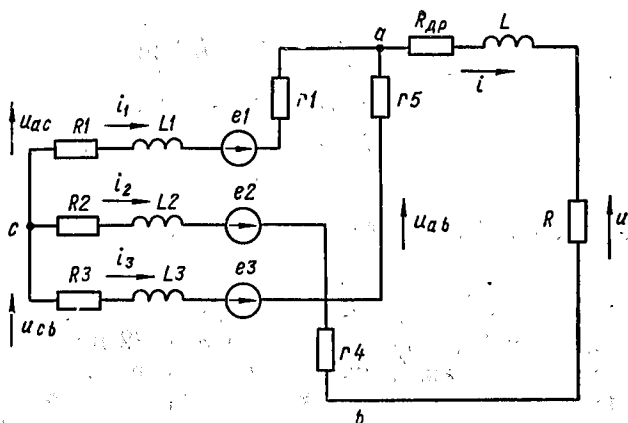 a
R_др
L
i
r1
r5
u_ac
R1
i_1
L1
e1
c
R2
i_2
L2
e2
u_ab
R
u
R3
i_3
L3
e3
u_cb
r4
b